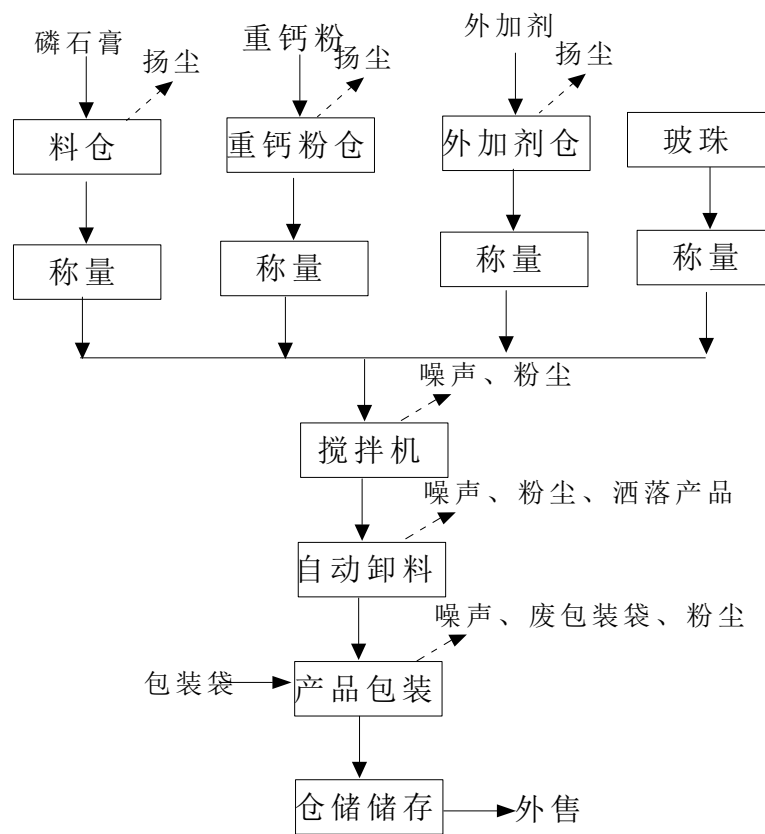 磷石膏
扬尘
重钙粉
扬尘
外加剂
扬尘
料仓
重钙粉仓
外加剂仓
玻珠
称量
称量
称量
称量
噪声、粉尘
搅拌机
噪声、粉尘、洒落产品
自动卸料
噪声、废包装袋、粉尘
包装袋
产品包装
仓储储存
外售